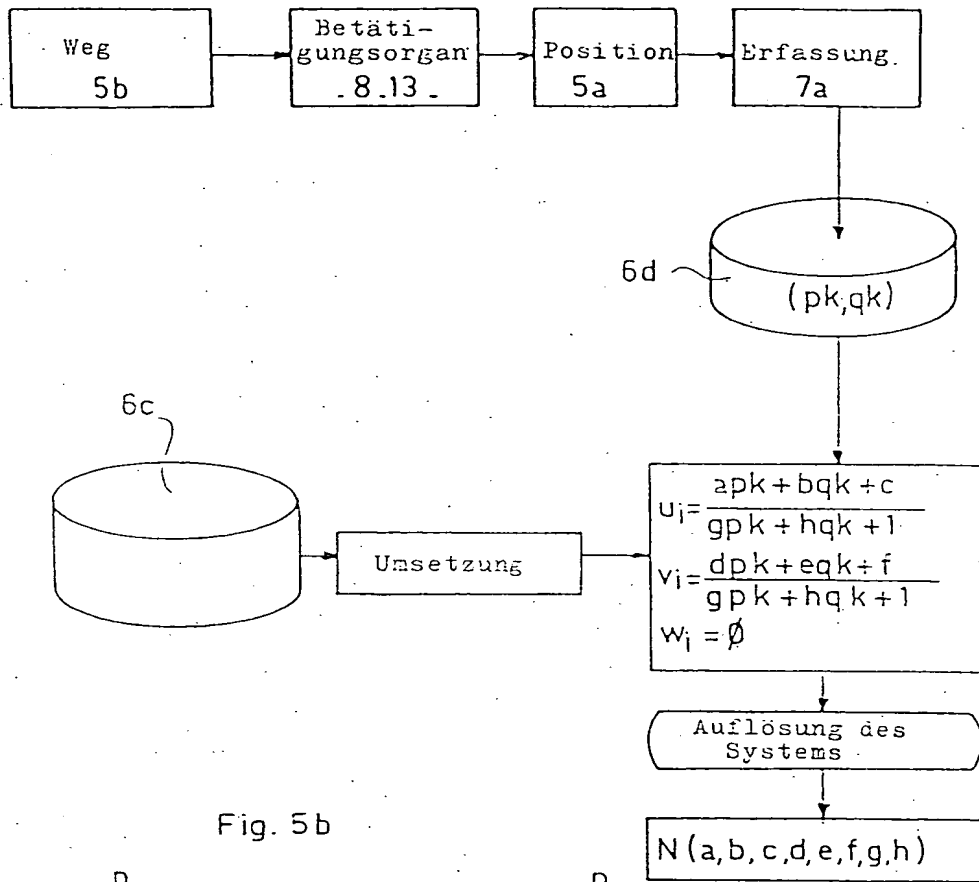 Weg
5b
Betäti-
gungsorgan
8.13
Position
5a
Erfassung.
7a
6d
(pk,qk)
6c
Umsetzung
ui= apk+bqk+c
gpk+hqk+1
vi= dpk+eqk+f
gpk+hqk+1
wi = Ø
Auflösung des
Systems
N(a,b,c,d,e,f,g,h)
Fig. 5b